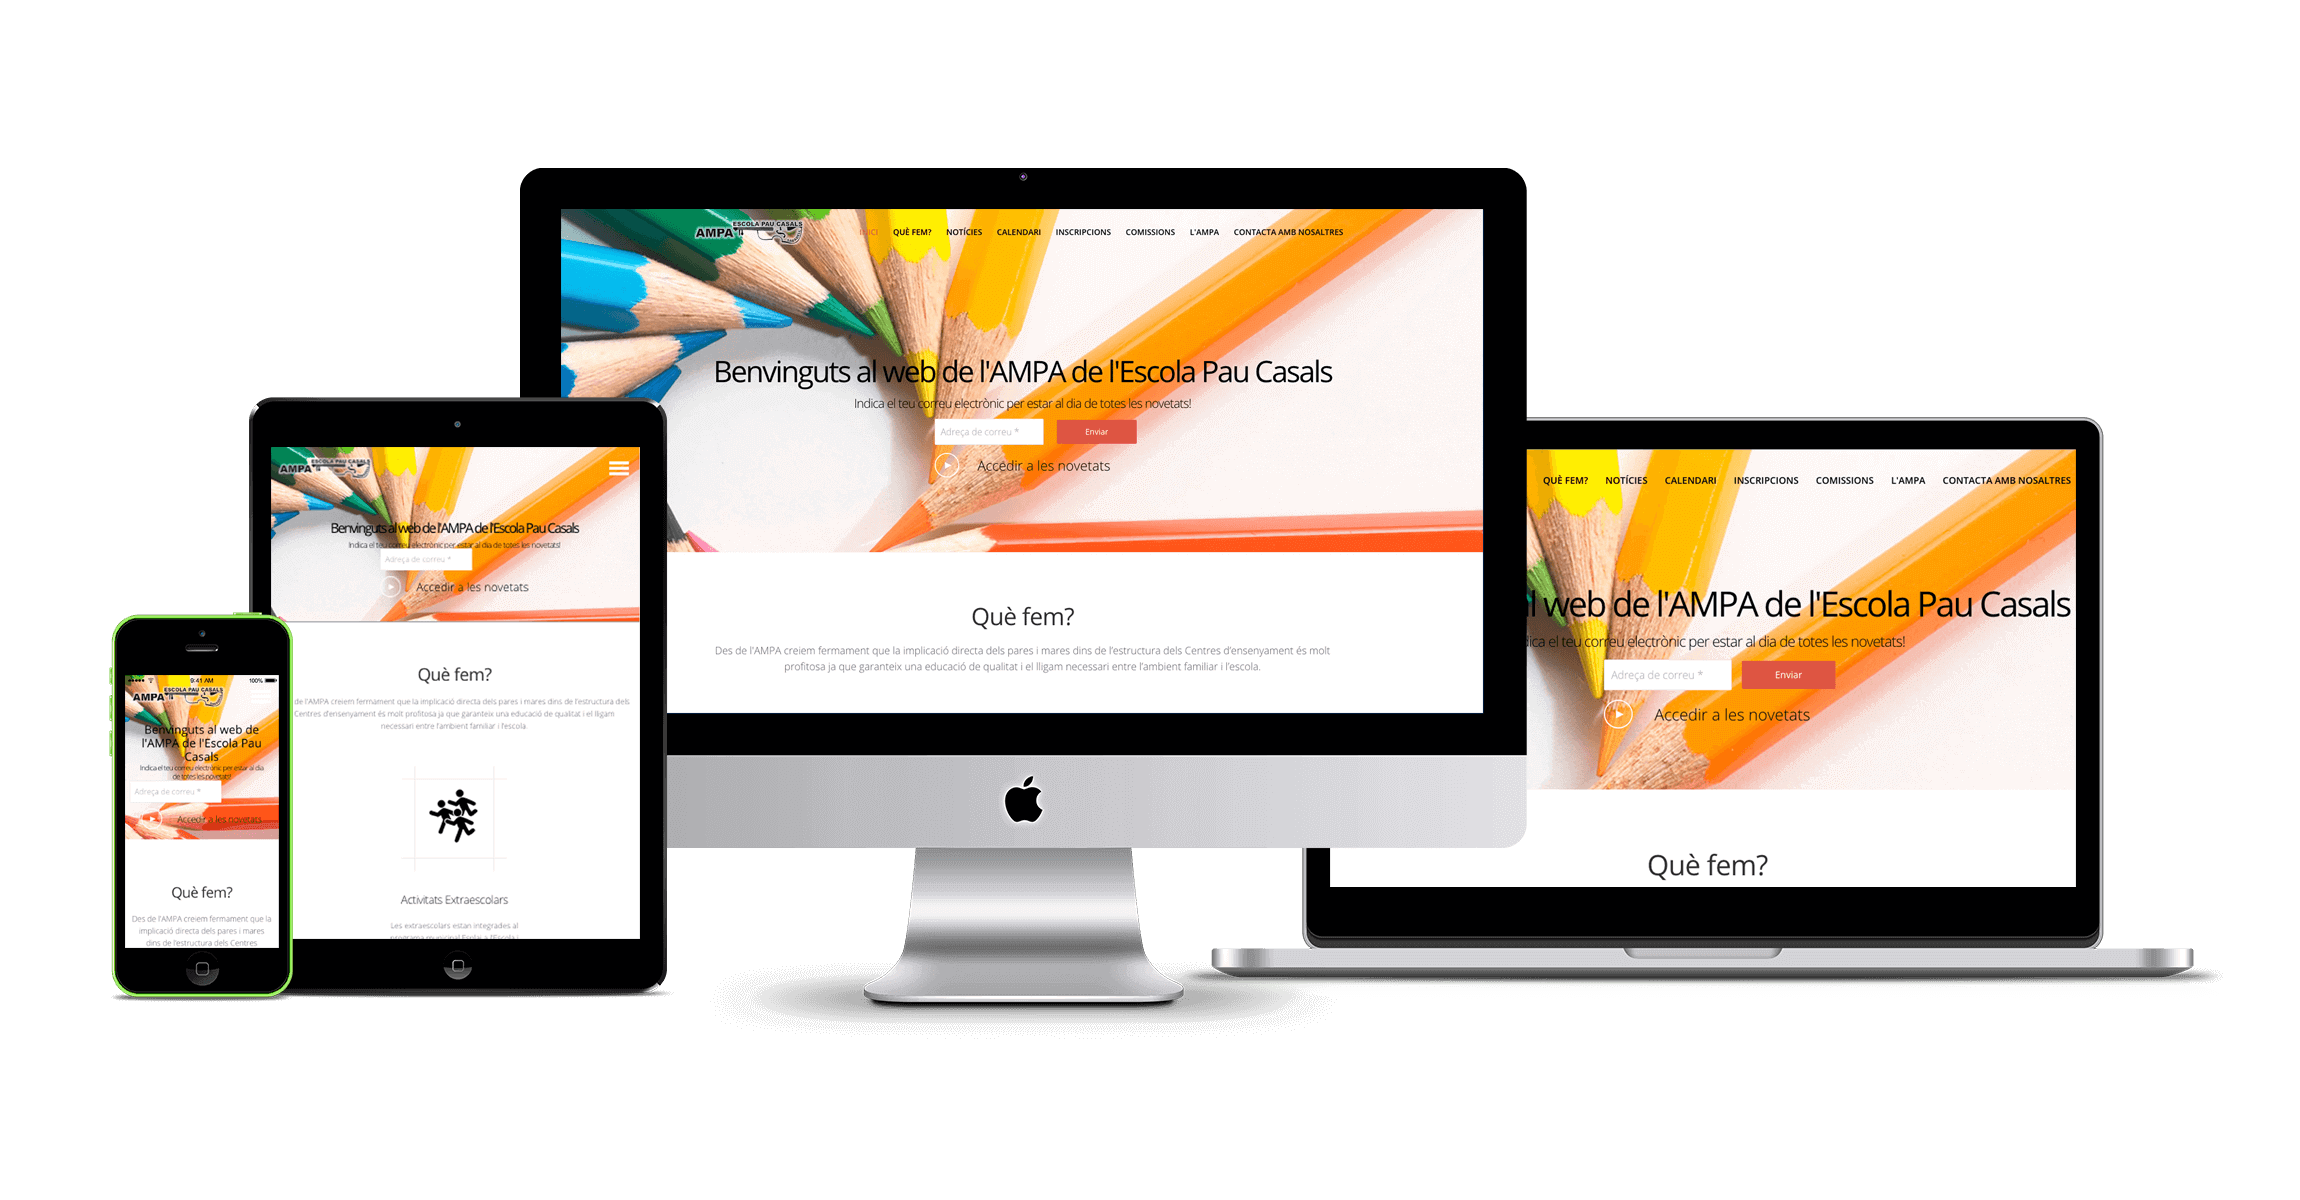 AMPA ESCOLA PAU CASALS
INICI QUÈ FEM? NOTÍCIES CALENDARI INSCRIPCIONS COMISSIONS L'AMPA CONTACTA AMB NOSALTRES
Benvinguts al web de l'AMPA de l'Escola Pau Casals
Indica el teu correu electrònic per estar al dia de totes les novetats!
Adreça de correu * Enviar
Accedir a les novetats
Què fem?
Des de l'AMPA creiem fermament que la implicació directa dels pares i mares dins de l'estructura dels Centres d'ensenyament és molt
profitosa ja que garanteix una educació de qualitat i el lligam necessari entre l'ambient familiar i l'escola.
AMPA ESCOLA PAU CASALS
Benvinguts al web de l'AMPA de l'Escola Pau Casals
Indica el teu correu electrònic per estar al dia de totes les novetats!
Adreça de correu *
Accedir a les novetats
Què fem?
de l'AMPA creiem fermament que la implicació directa dels pares i mares dins de l'estructura dels
Centres d'ensenyament és molt profitosa ja que garanteix una educació de qualitat i el lligam
necessari entre l'ambient familiar i l'escola.
Activitats Extraescolars
Les extraescolars estan integrades al
9:41 AM 100%
AMPA ESCOLA PAU CASALS
Benvinguts al web de
l'AMPA de l'Escola Pau
Casals
Indica el teu correu electrònic per estar al dia
de totes les novetats!
Adreça de correu *
Accedir a les novetats
Què fem?
Des de l'AMPA creiem fermament que la
implicació directa dels pares i mares
dins de l'estructura dels Centres
QUÈ FEM? NOTÍCIES CALENDARI INSCRIPCIONS COMISSIONS L'AMPA CONTACTA AMB NOSALTRES
al web de l'AMPA de l'Escola Pau Casals
dica el teu correu electrònic per estar al dia de totes les novetats!
Adreça de correu * Enviar
Accedir a les novetats
Què fem?